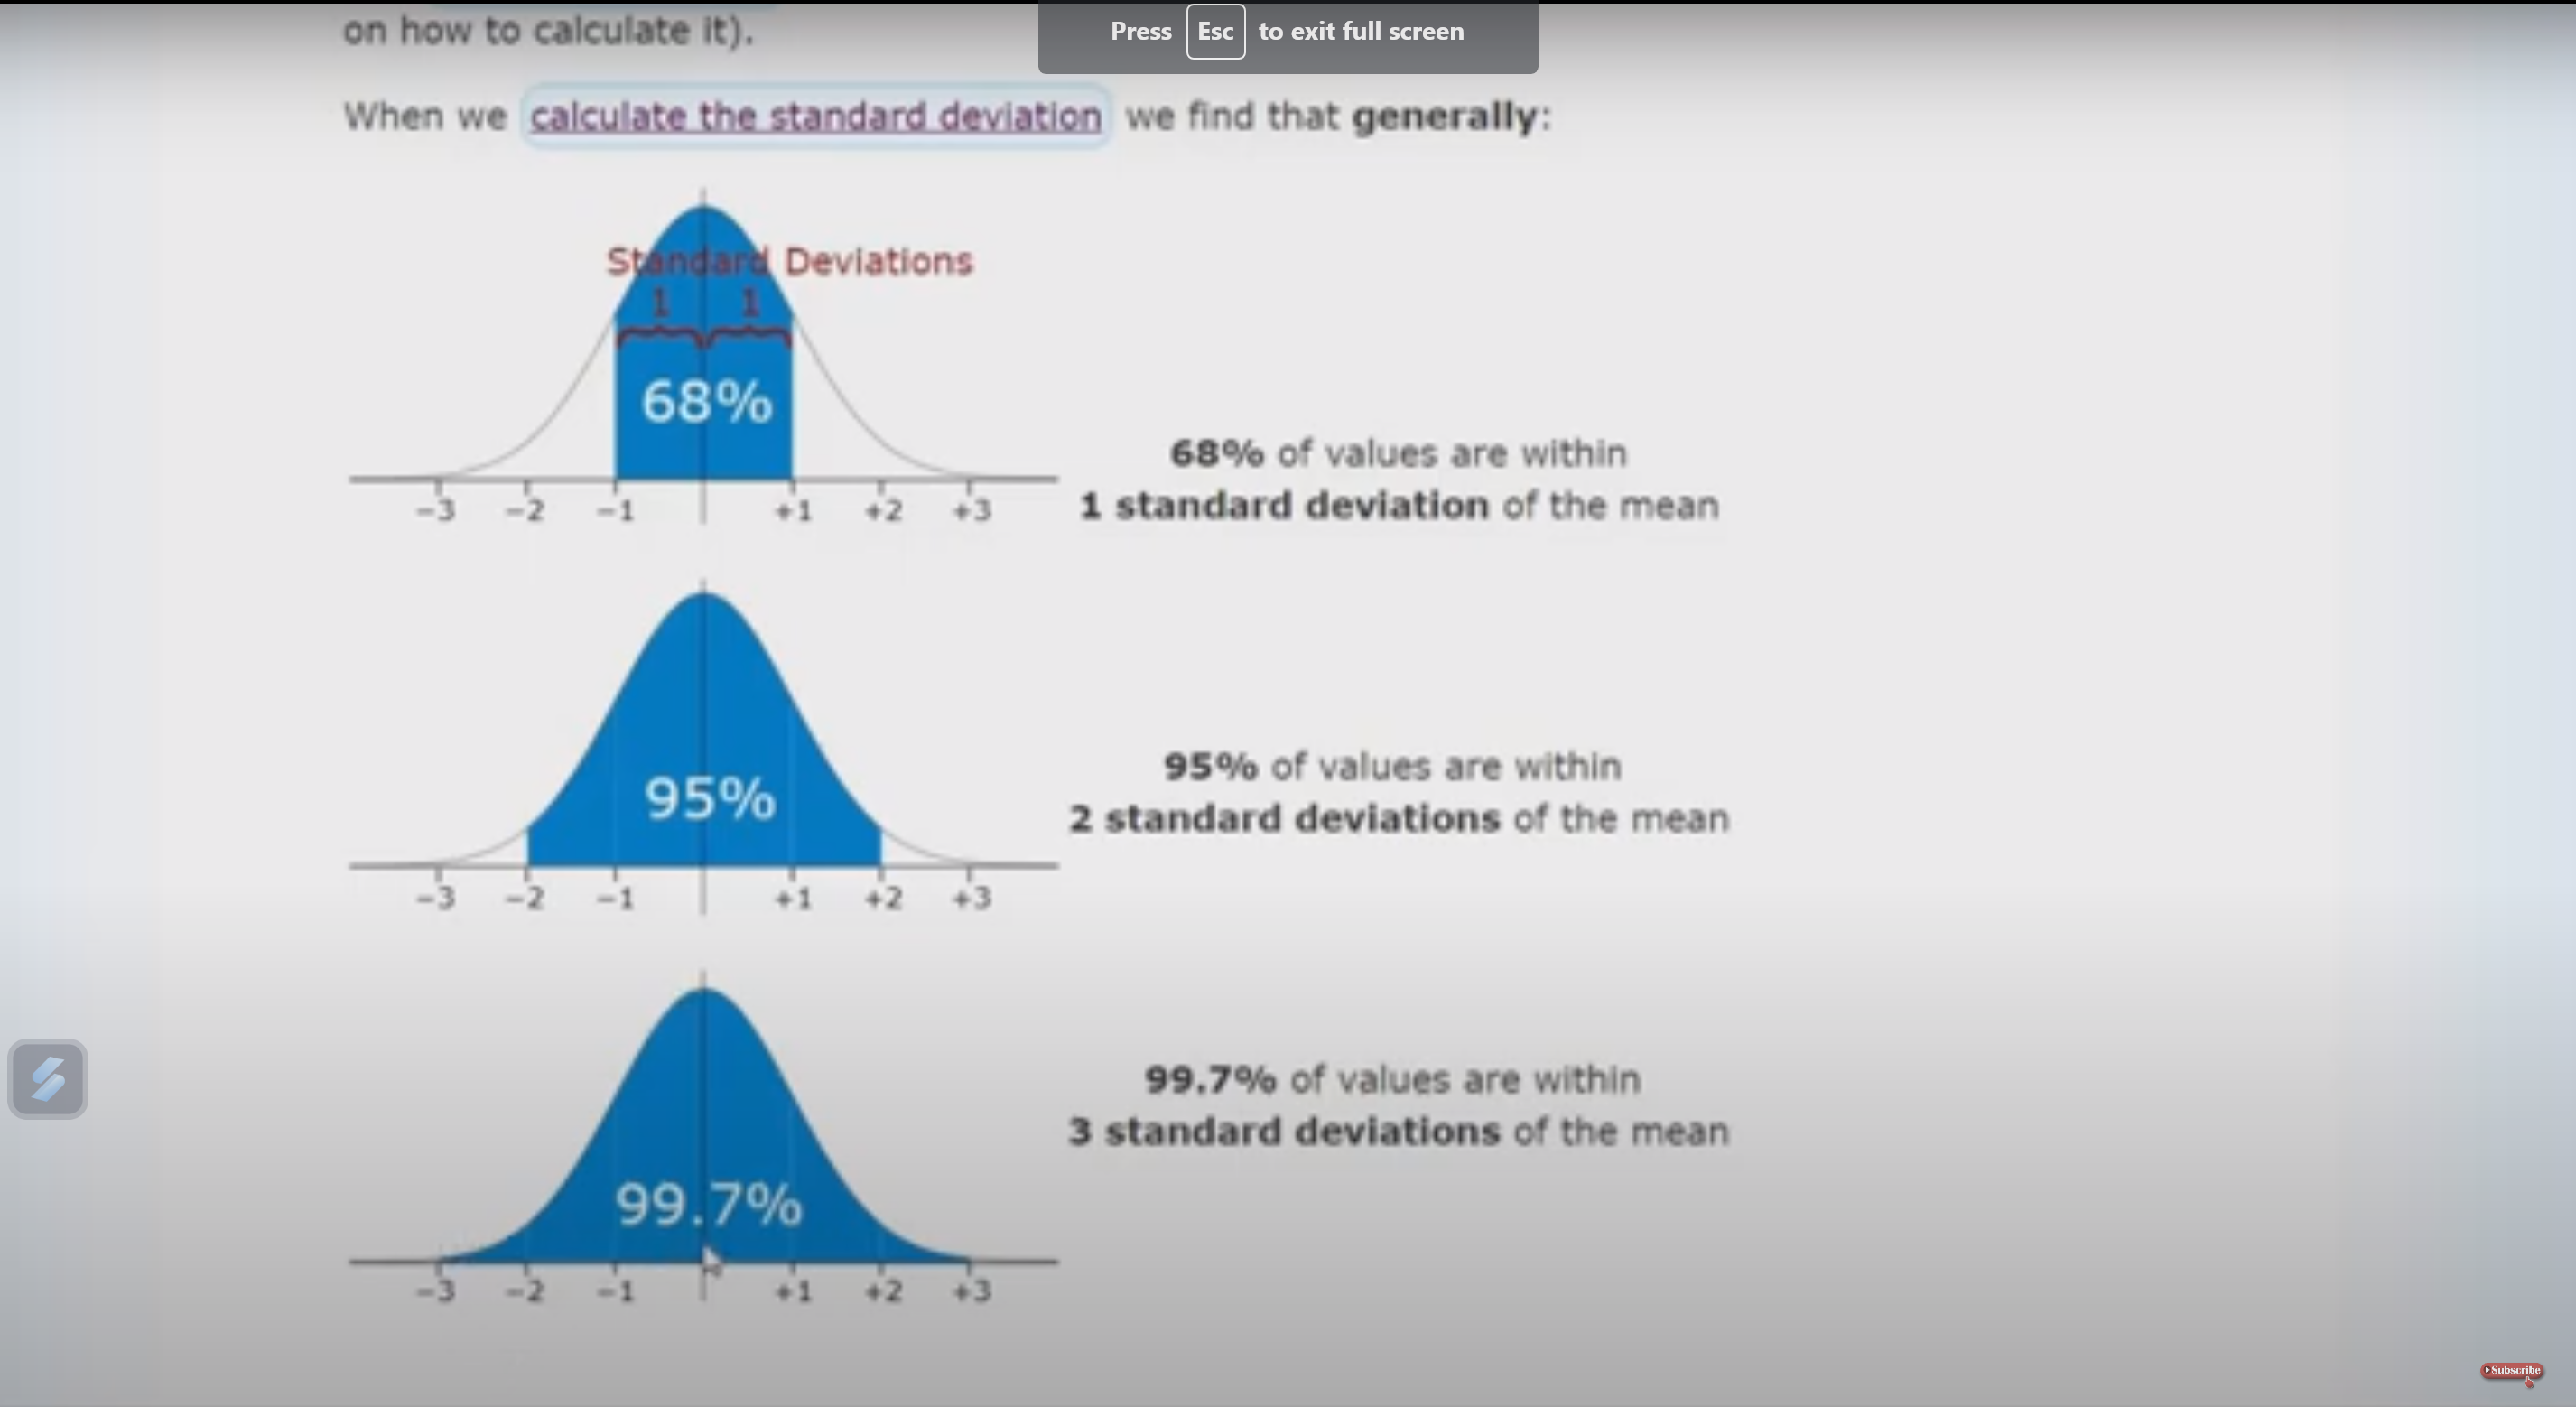 on how to calculate it).
Press Esc to exit full screen
When we calculate the standard deviation we find that generally:
Standard Deviations
1 1
68%
−3 −2 −1 +1 +2 +3
68% of values are within
1 standard deviation of the mean
95%
−3 −2 −1 +1 +2 +3
95% of values are within
2 standard deviations of the mean
99.7%
−3 −2 −1 +1 +2 +3
99.7% of values are within
3 standard deviations of the mean
Subscribe